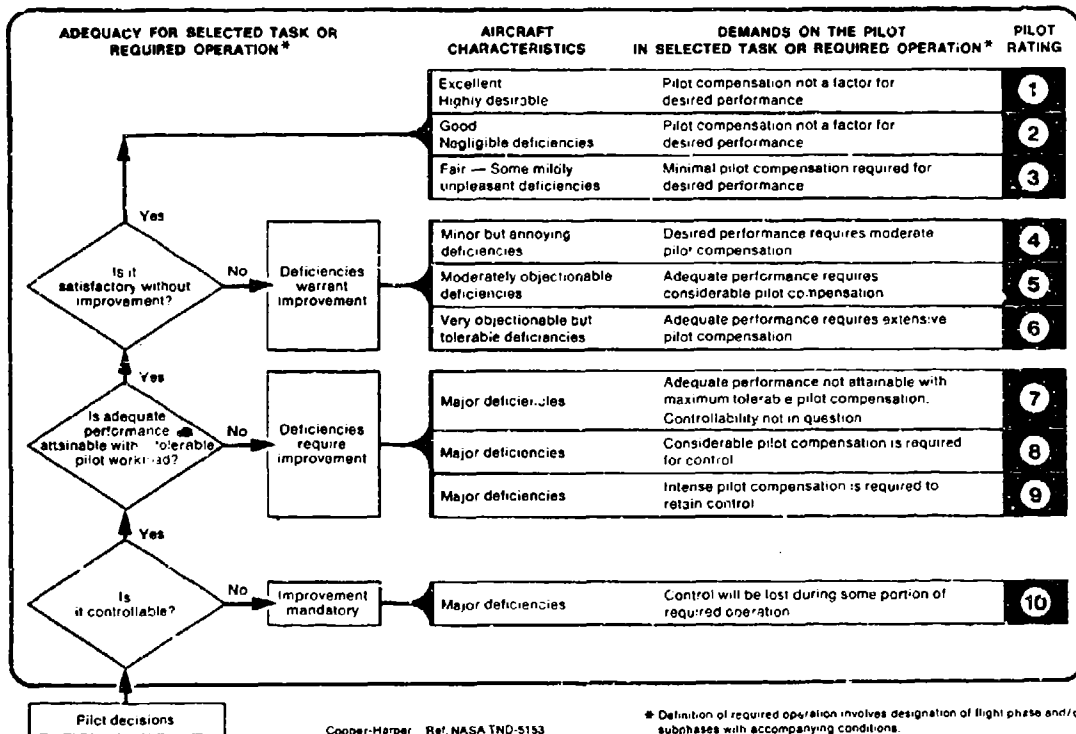 ADEQUACY FOR SELECTED TASK OR
REQUIRED OPERATION*
AIRCRAFT
CHARACTERISTICS
DEMANDS ON THE PILOT
IN SELECTED TASK OR REQUIRED OPERATION*
PILOT
RATING
Excellent
Highly desirable
Pilot compensation not a factor for
desired performance
1
Good
Negligible deficiencies
Pilot compensation not a factor for
desired performance
2
Fair — Some mildly
unpleasant deficiencies
Minimal pilot compensation required for
desired performance
3
Yes
Is it
satisfactory without
improvement?
No
Deficiencies
warrant
improvement
Minor but annoying
deficiencies
Desired performance requires moderate
pilot compensation
4
Moderately objectionable
deficiencies
Adequate performance requires
considerable pilot compensation
5
Very objectionable but
tolerable deficiencies
Adequate performance requires extensive
pilot compensation
6
Yes
Is adequate
performance
attainable with tolerable
pilot workload?
No
Deficiencies
require
improvement
Major deficiencies
Adequate performance not attainable with
maximum tolerable pilot compensation.
Controllability not in question
7
Major deficiencies
Considerable pilot compensation is required
for control
8
Major deficiencies
Intense pilot compensation is required to
retain control
9
Yes
Is
it controllable?
No
Improvement
mandatory
Major deficiencies
Control will be lost during some portion of
required operation
10
Pilot decisions
Cooper-Harper Ref. NASA TND-5153
* Definition of required operation involves designation of flight phase and/o
subphases with accompanying conditions.